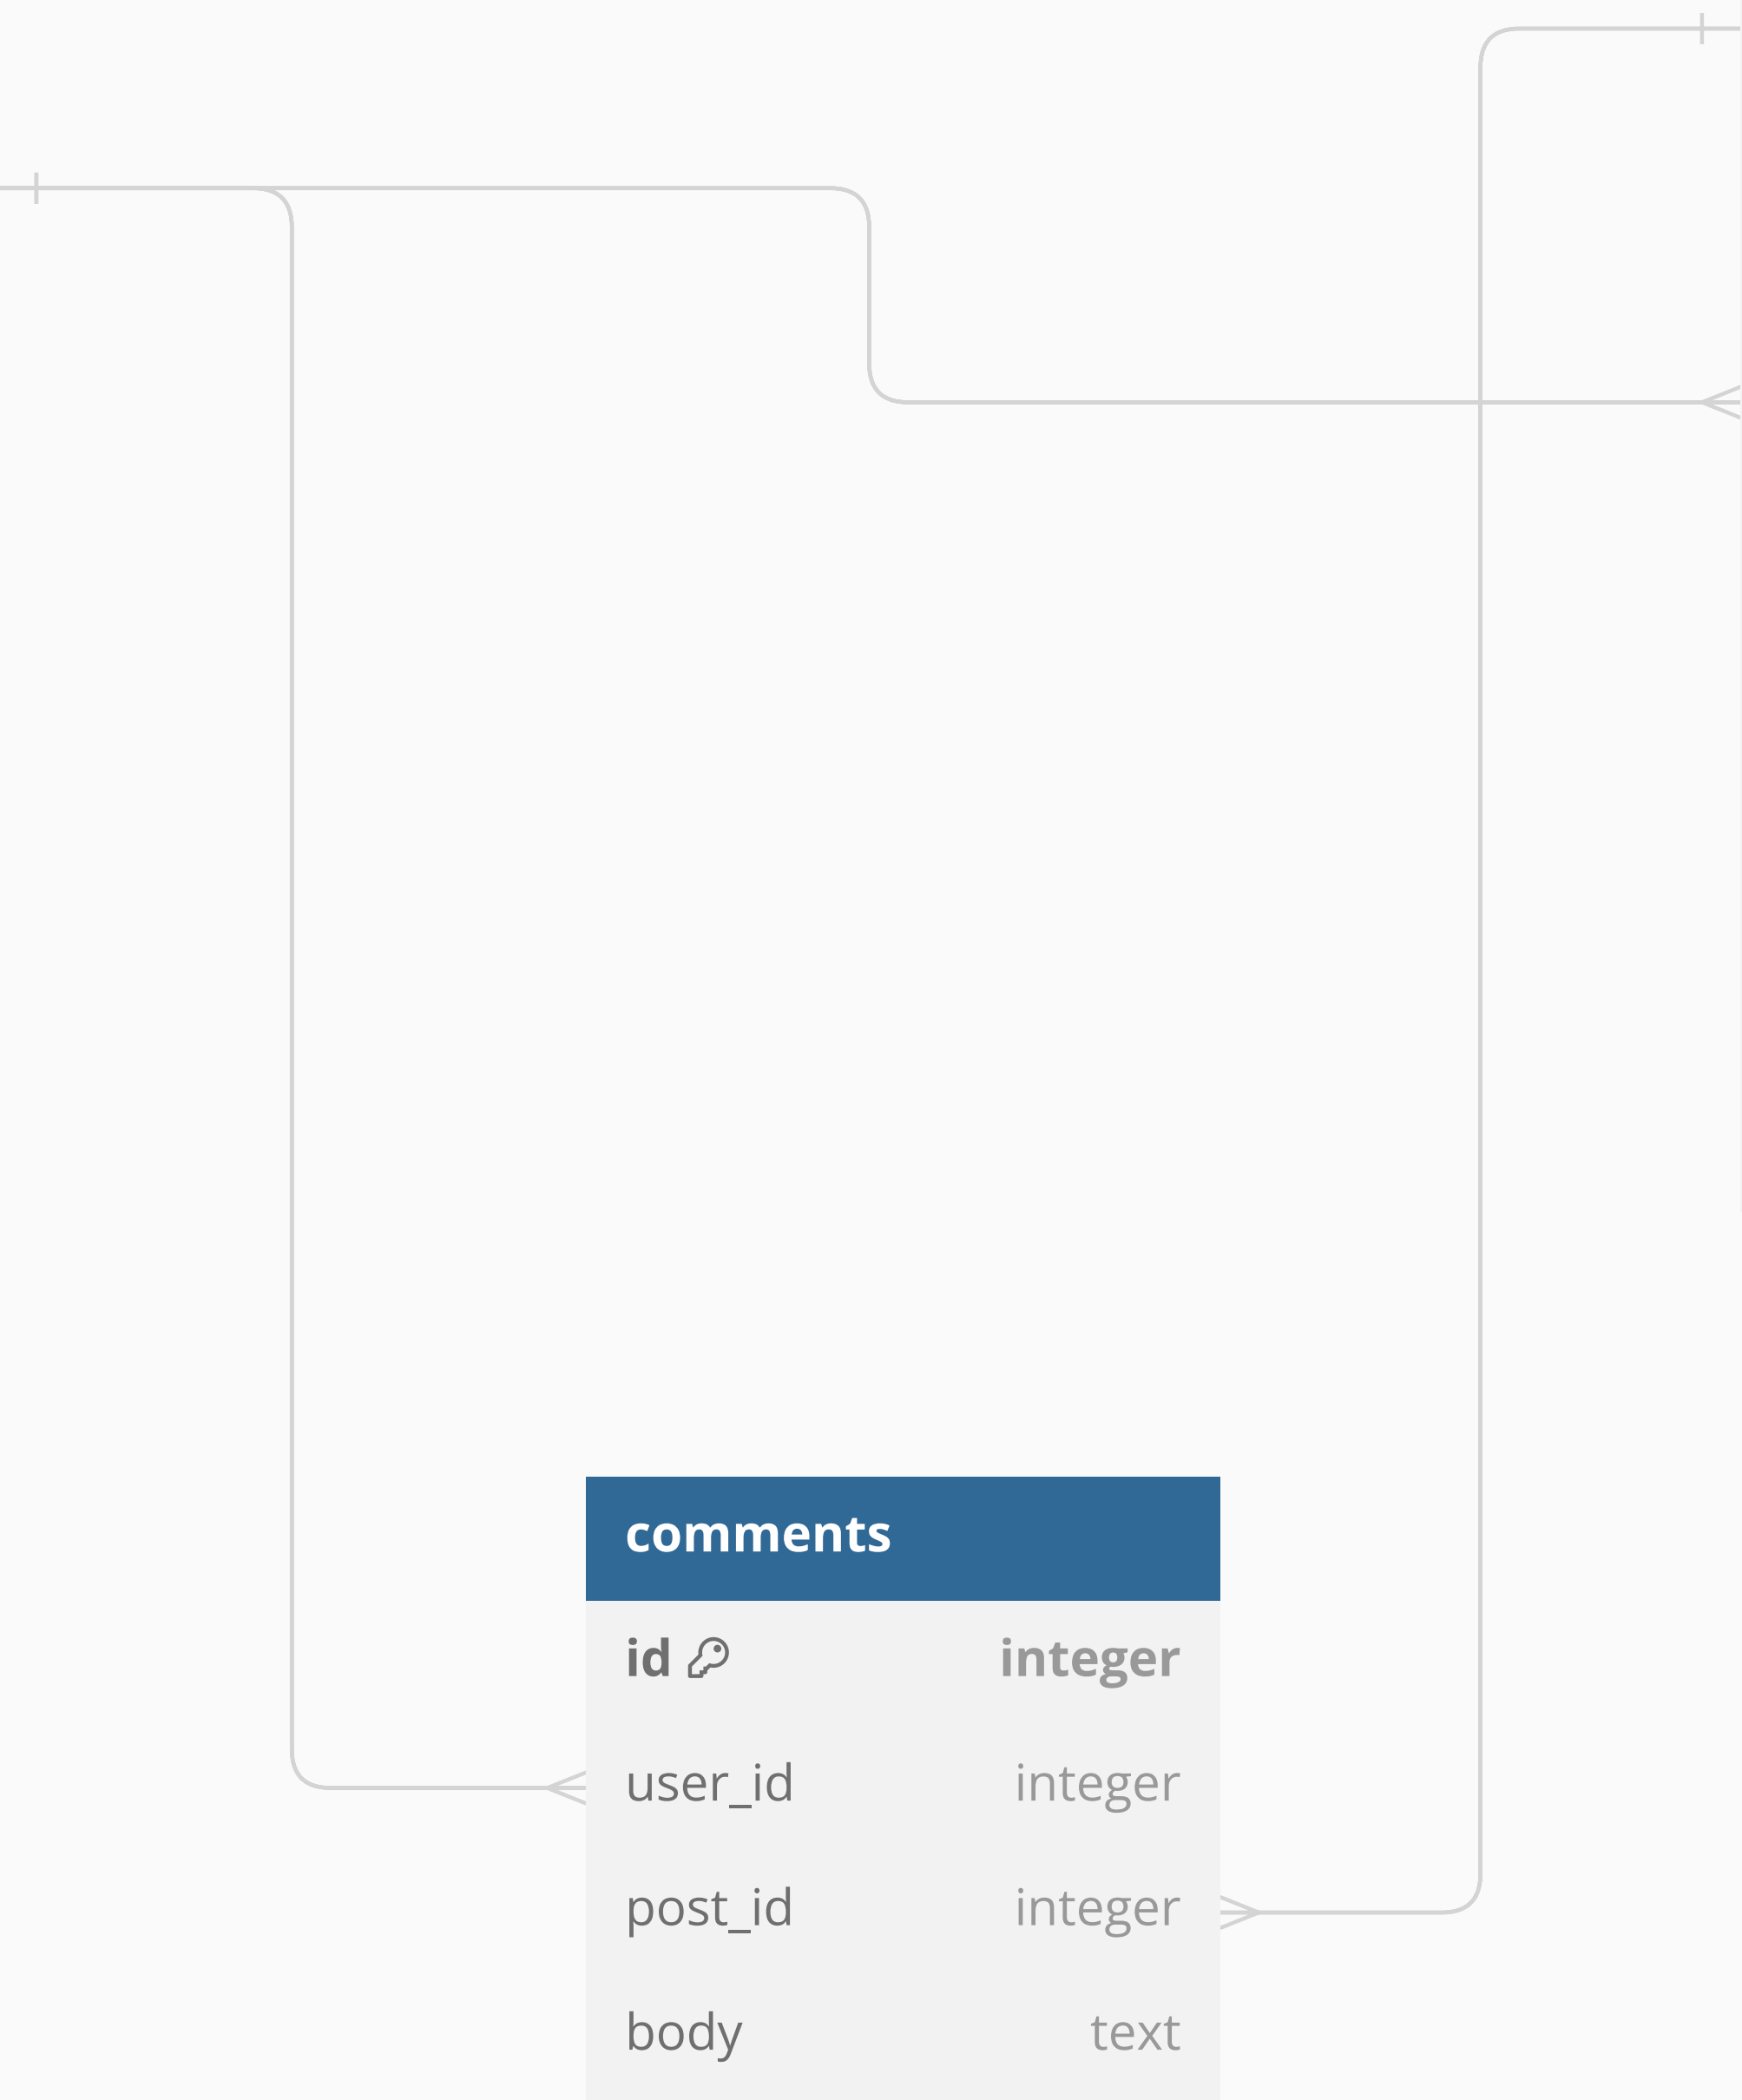 comments
id integer
user_id integer
post_id integer
body text